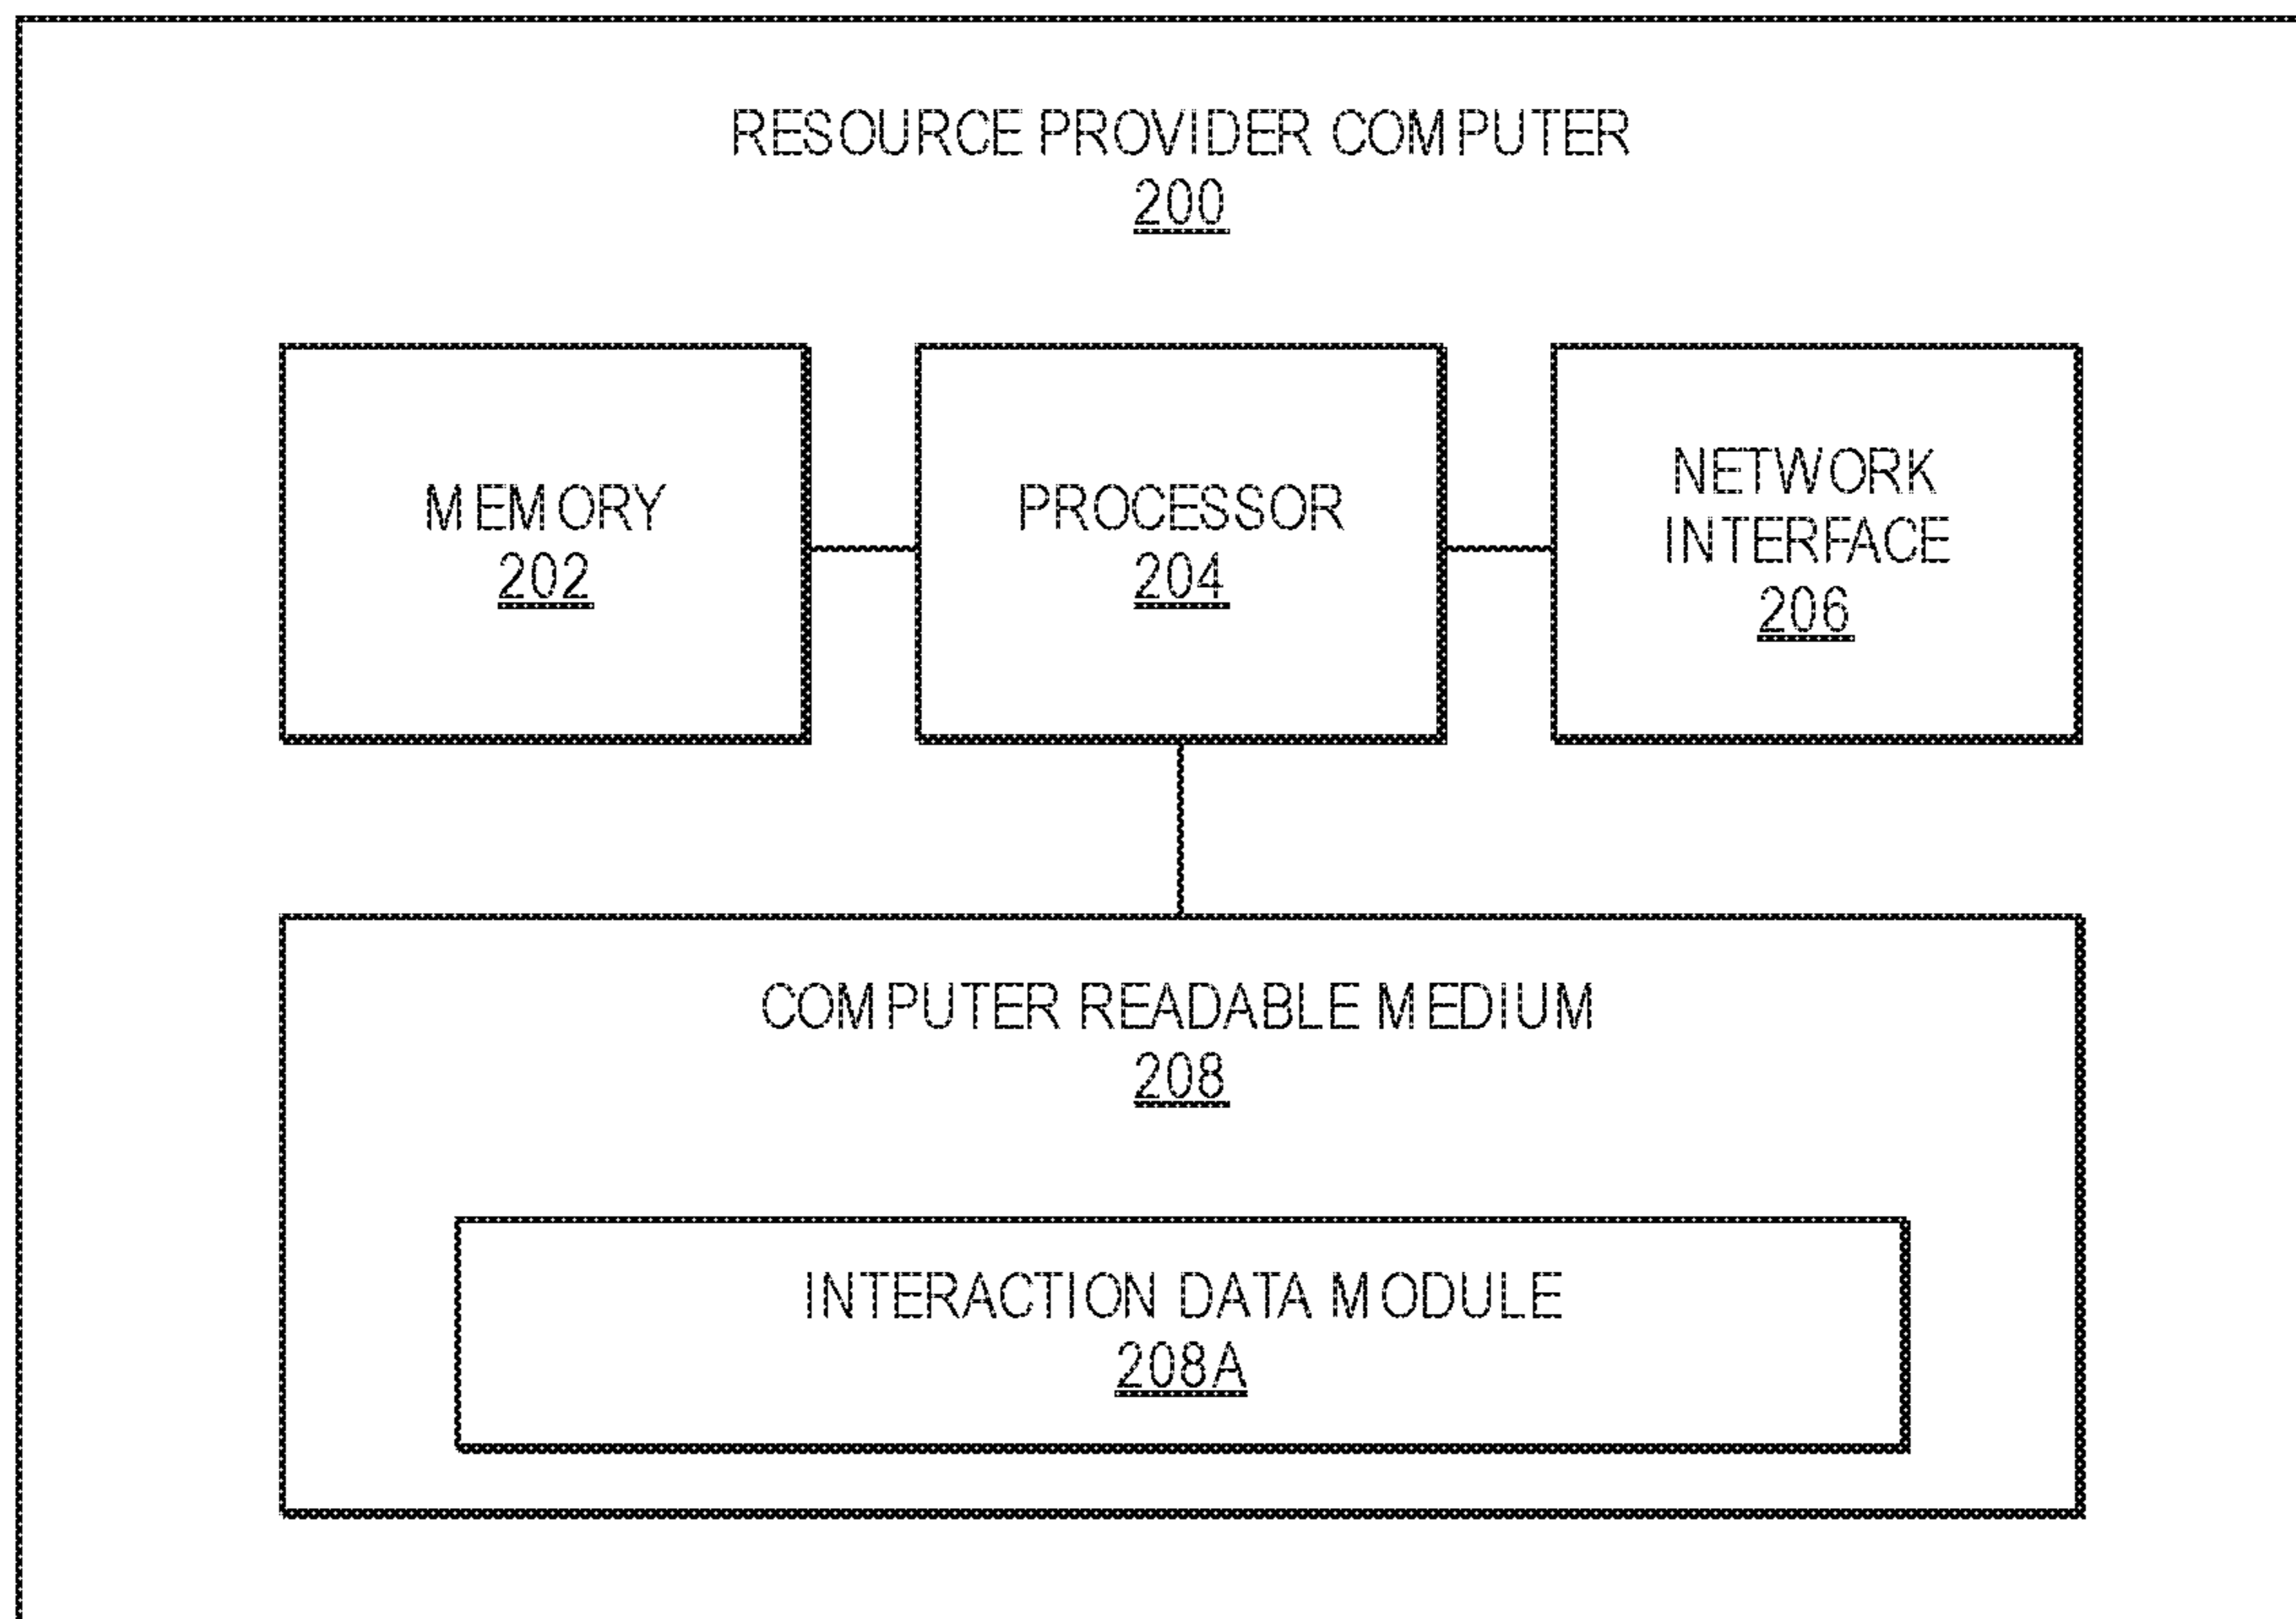 RESOURCE PROVIDER COMPUTER
200
MEMORY
202
PROCESSOR
204
NETWORK
INTERFACE
206
COMPUTER READABLE MEDIUM
208
INTERACTION DATA MODULE
208A